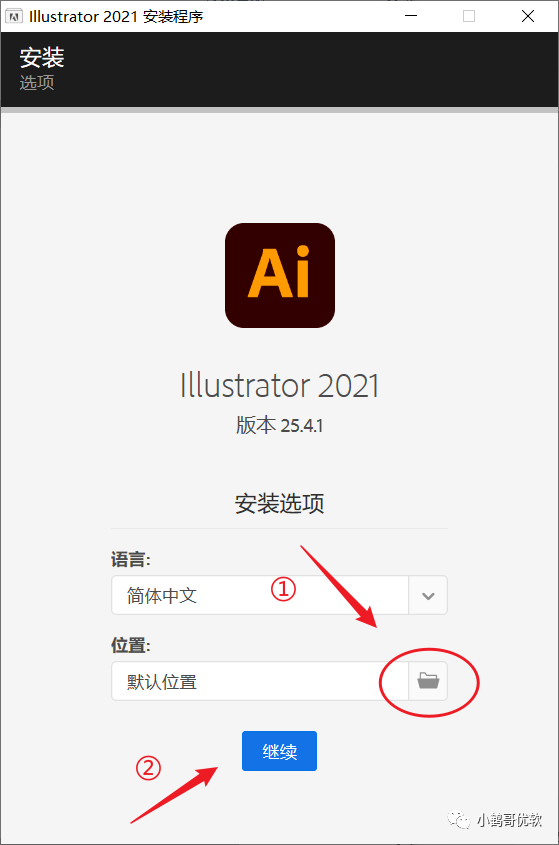 Illustrator 2021 安装程序
安装
选项
Ai
Illustrator 2021
版本 25.4.1
安装选项
语言:
简体中文
①
位置:
默认位置
继续
②
小鹤哥优软